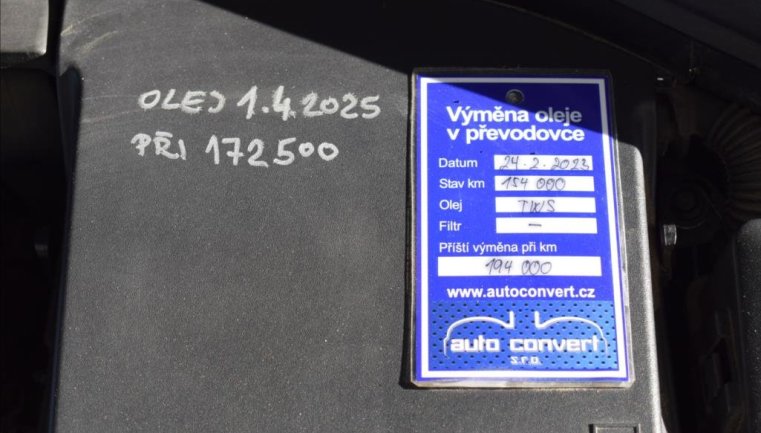 OLEJ 1.4.2025
PŘI 172500
Výměna oleje
v převodovce
Datum 24.2.2023
Stav km 154 000
Olej TWS
Filtr –
Příští výměna při km
194 000
www.autoconvert.cz
auto convert
s.r.o.